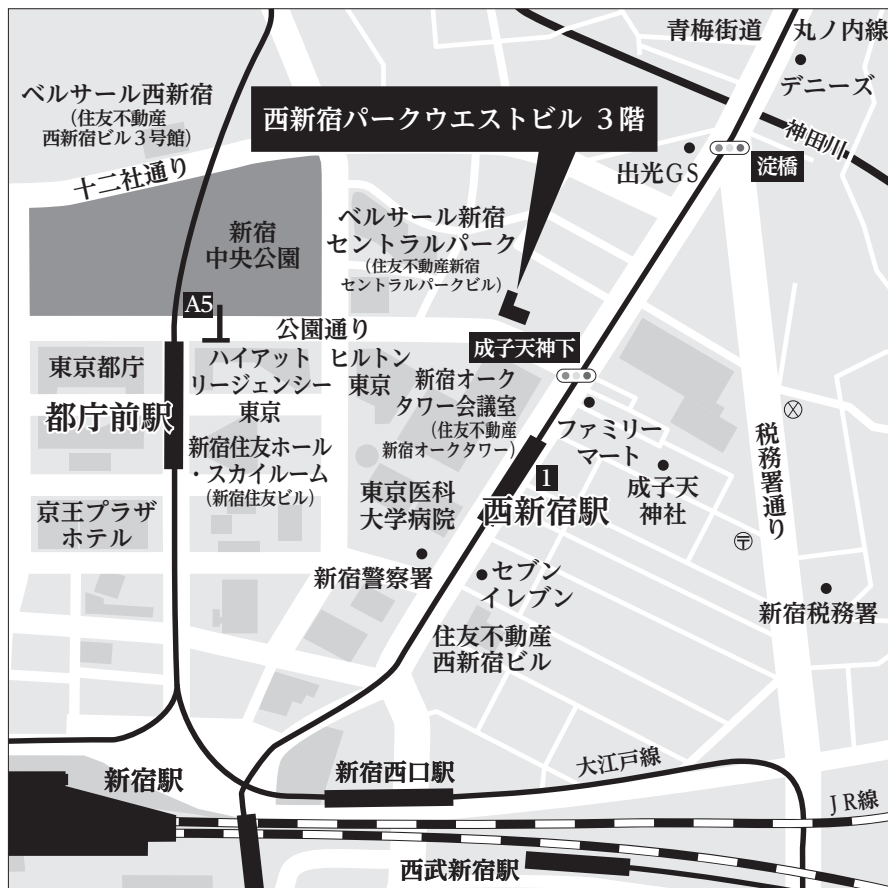 青梅街道
丸ノ内線
デニーズ
ベルサール西新宿
（住友不動産
西新宿ビル３号館）
西新宿パークウエストビル ３階
神田川
出光GS
淀橋
十二社通り
新宿
中央公園
ベルサール新宿
セントラルパーク
（住友不動産新宿
セントラルパークビル）
A5
公園通り
成子天神下
東京都庁
都庁前駅
ハイアット
リージェンシー
東京
ヒルトン
東京
新宿オーク
タワー会議室
（住友不動産
新宿オークタワー）
ファミリー
マート
税務署通り
新宿住友ホール
・スカイルーム
（新宿住友ビル）
1
西新宿駅
成子天
神社
東京医科
大学病院
京王プラザ
ホテル
〒
新宿警察署
セブン
イレブン
新宿税務署
住友不動産
西新宿ビル
新宿駅
新宿西口駅
大江戸線
ＪＲ線
西武新宿駅